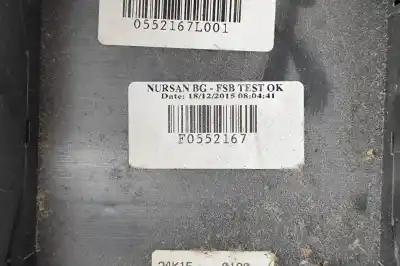 0552167L001
NURSAN BG - FSB TEST OK
Date: 18/12/2015 08:04:41
F0552167